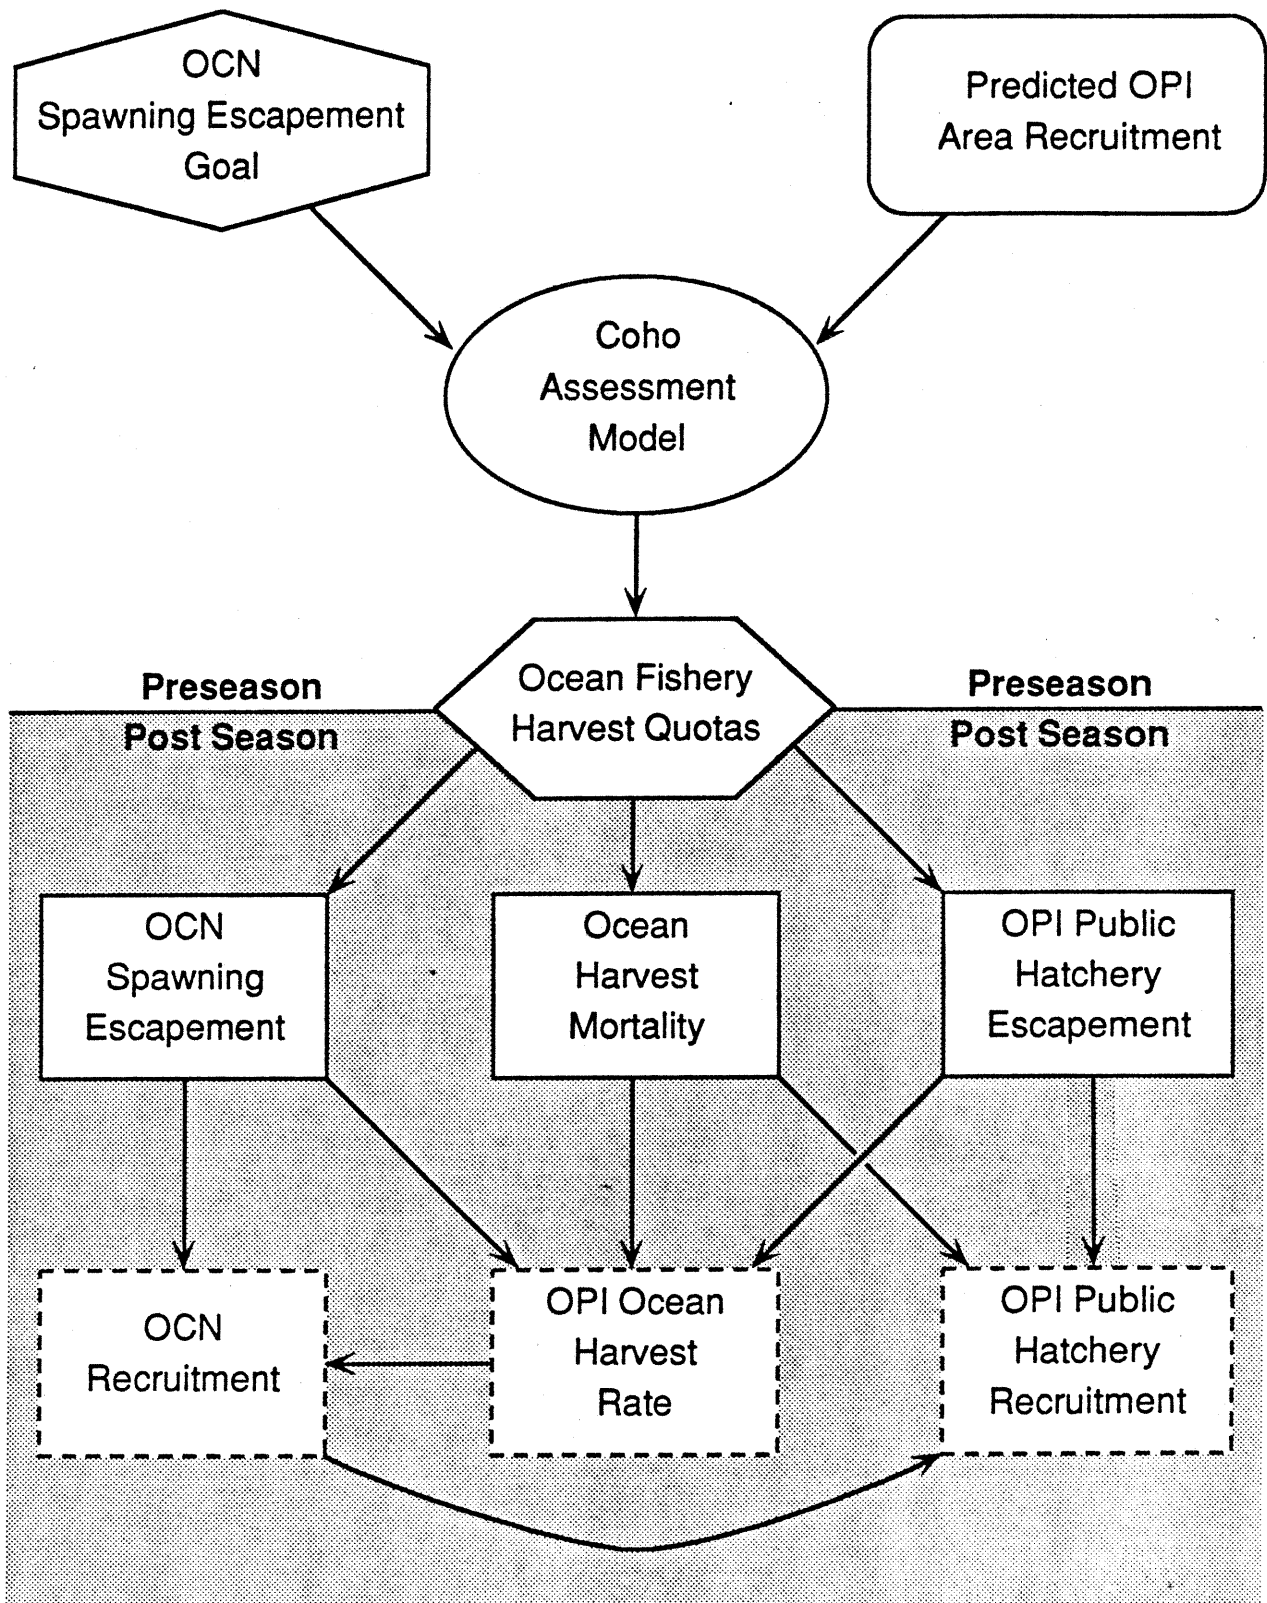 OCN
Spawning Escapement
Goal
Predicted OPI
Area Recruitment
Coho
Assessment
Model
Ocean Fishery
Harvest Quotas
Preseason
Post Season
Preseason
Post Season
OCN
Spawning
Escapement
Ocean
Harvest
Mortality
OPI Public
Hatchery
Escapement
OCN
Recruitment
OPI Ocean
Harvest
Rate
OPI Public
Hatchery
Recruitment